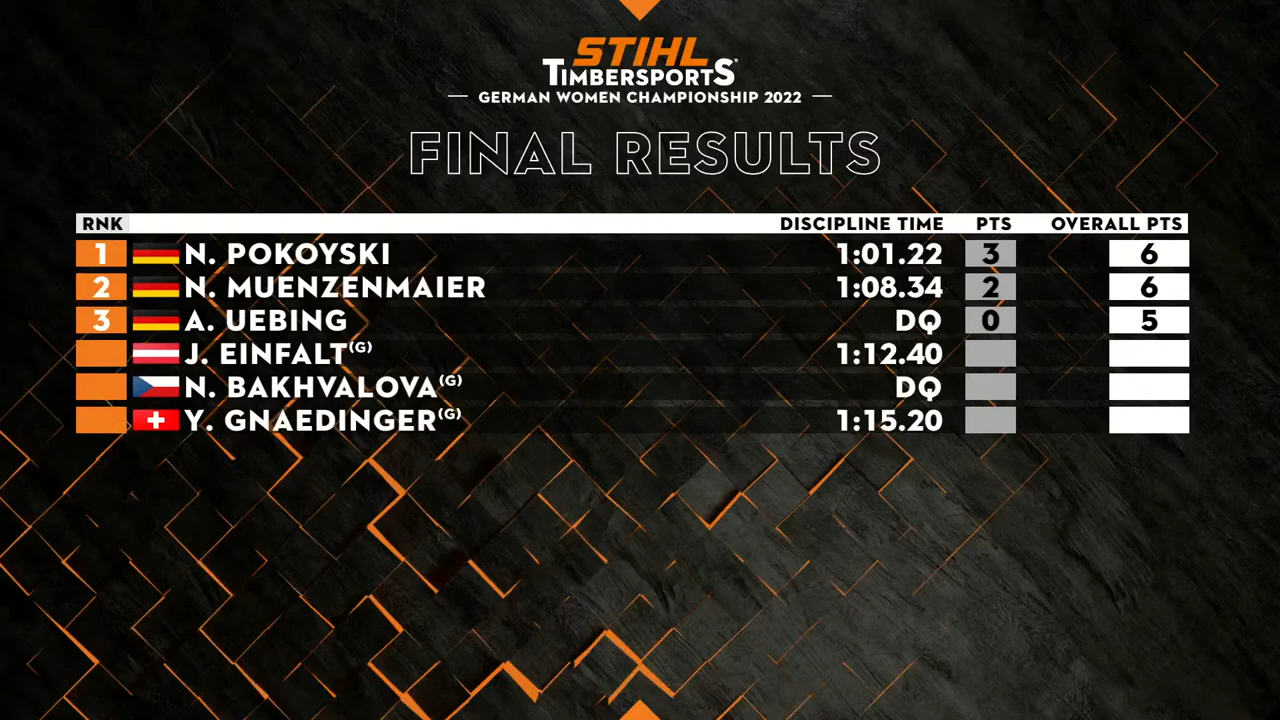 STIHL
TIMBERSPORTS®
GERMAN WOMEN CHAMPIONSHIP 2022
FINAL RESULTS
RNK DISCIPLINE TIME PTS OVERALL PTS
1 N. POKOYSKI 1:01.22 3 6
2 N. MUENZENMAIER 1:08.34 2 6
3 A. UEBING DQ 0 5
J. EINFALT(G) 1:12.40
N. BAKHVALOVA(G) DQ
Y. GNAEDINGER(G) 1:15.20